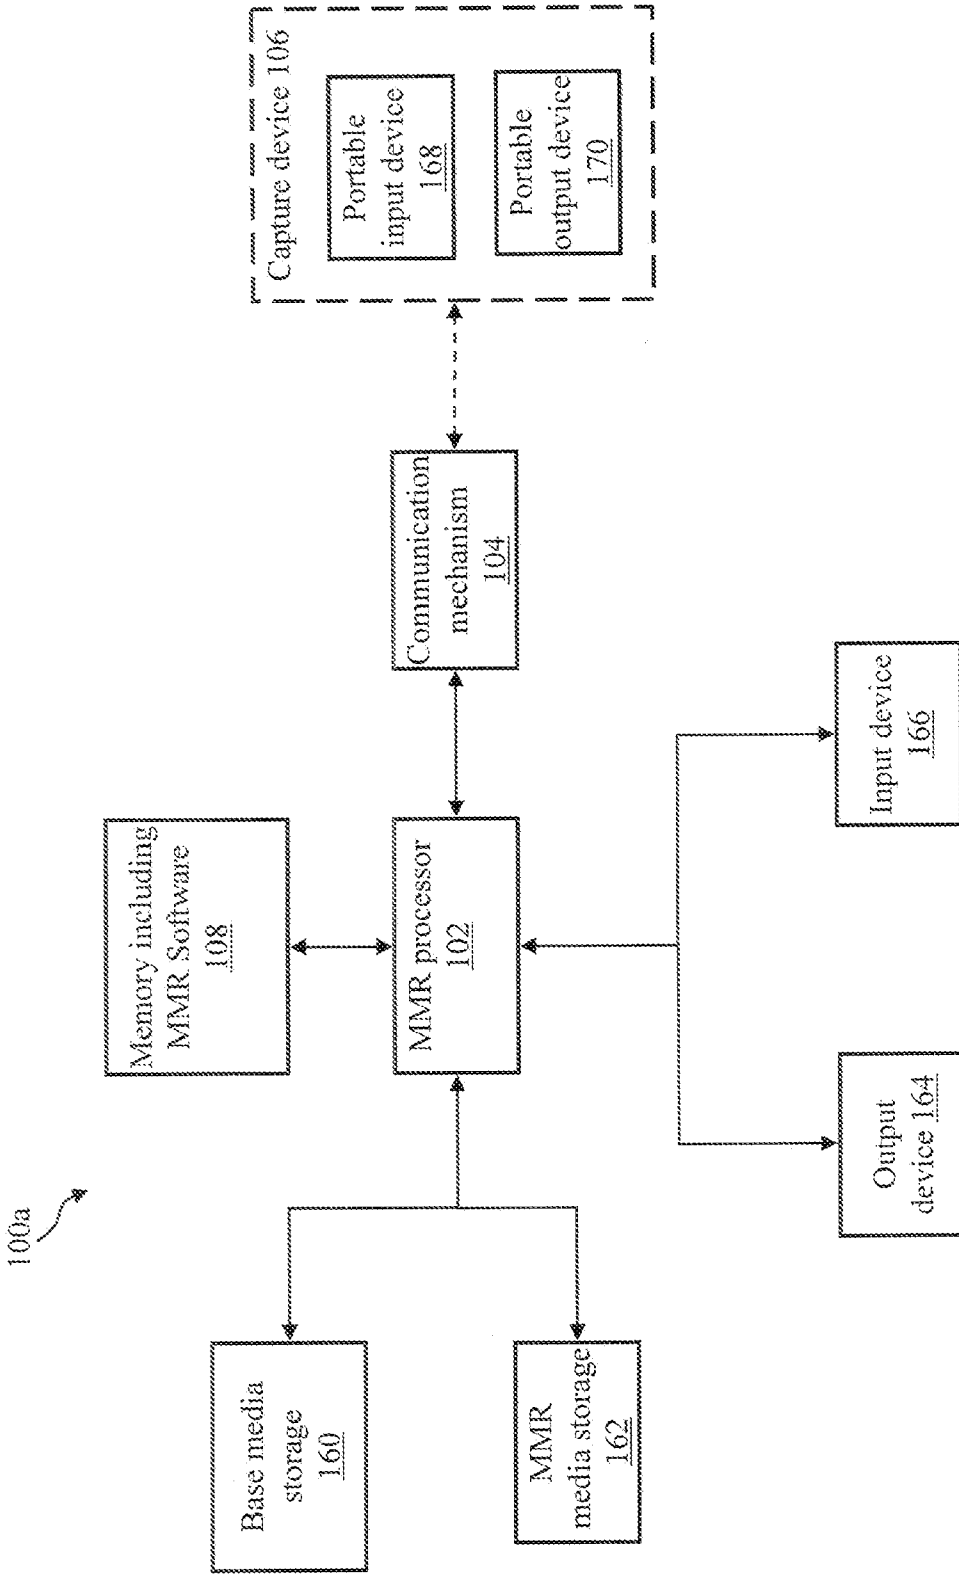 100a
Base media
storage
160
MMR
media storage
162
Memory including
MMR Software
108
MMR processor
102
Output
device 164
Input device
166
Communication
mechanism
104
Capture device 106
Portable
input device
168
Portable
output device
170